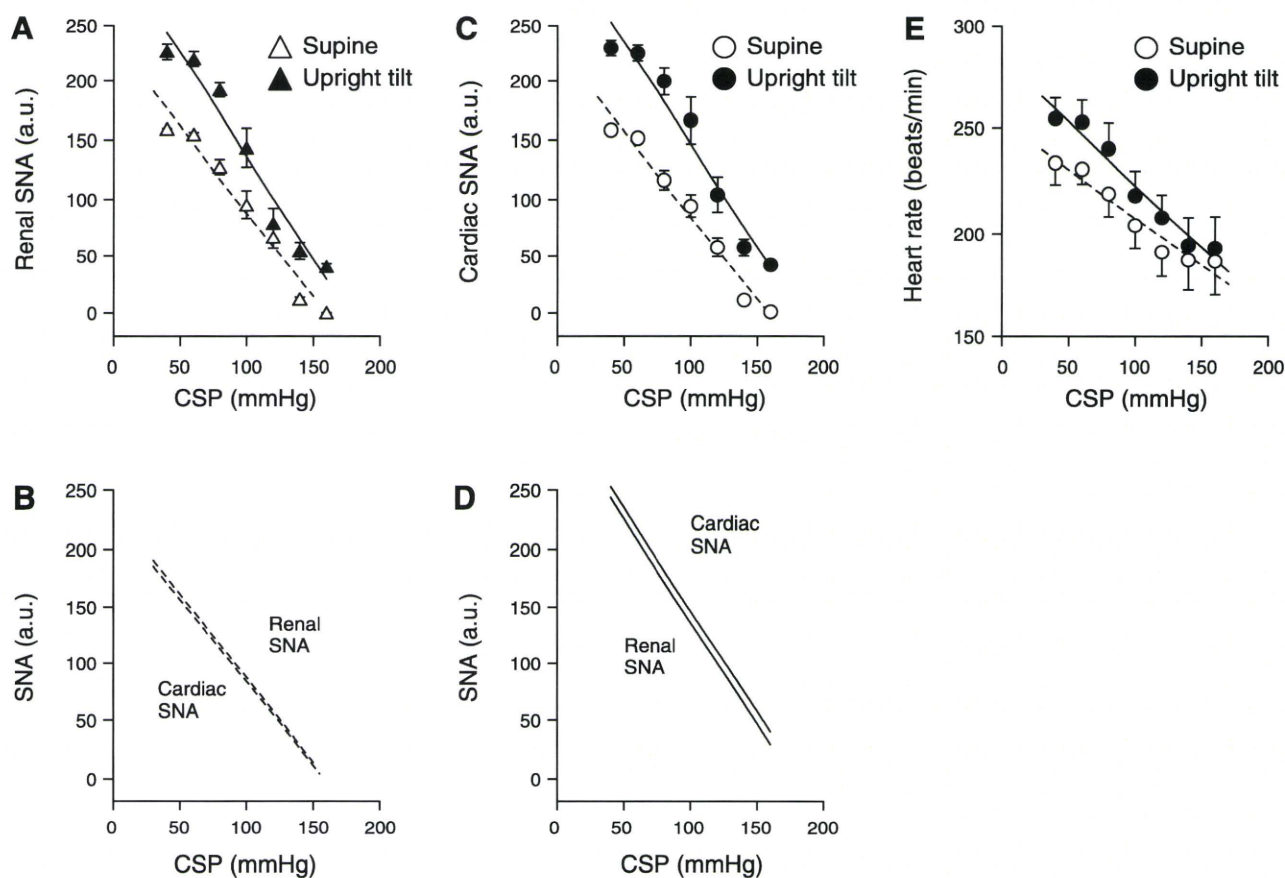 A
Renal SNA (a.u.)
250
200
150
100
50
0
0
50
100
150
200
CSP (mmHg)
Supine
Upright tilt
C
Cardiac SNA (a.u.)
250
200
150
100
50
0
0
50
100
150
200
CSP (mmHg)
Supine
Upright tilt
E
Heart rate (beats/min)
300
250
200
150
0
50
100
150
200
CSP (mmHg)
Supine
Upright tilt
B
SNA (a.u.)
250
200
150
100
50
0
0
50
100
150
200
CSP (mmHg)
Renal
SNA
Cardiac
SNA
D
SNA (a.u.)
250
200
150
100
50
0
0
50
100
150
200
CSP (mmHg)
Cardiac
SNA
Renal
SNA